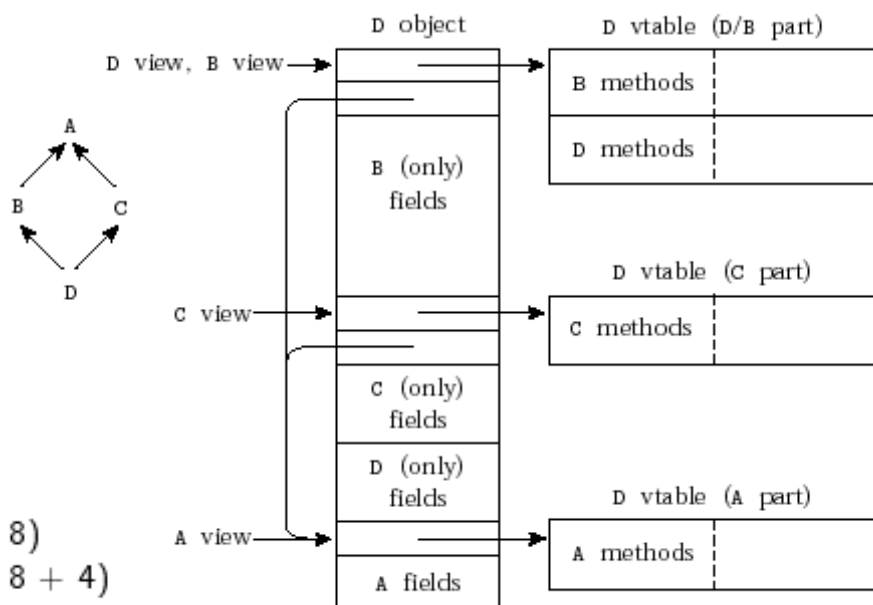 D object
D vtable (D/B part)
D view, B view
B methods
D methods
A
B (only)
fields
B
C
D
D vtable (C part)
C view
C methods
C (only)
fields
D (only)
fields
D vtable (A part)
8)
A view
A methods
8 + 4)
A fields